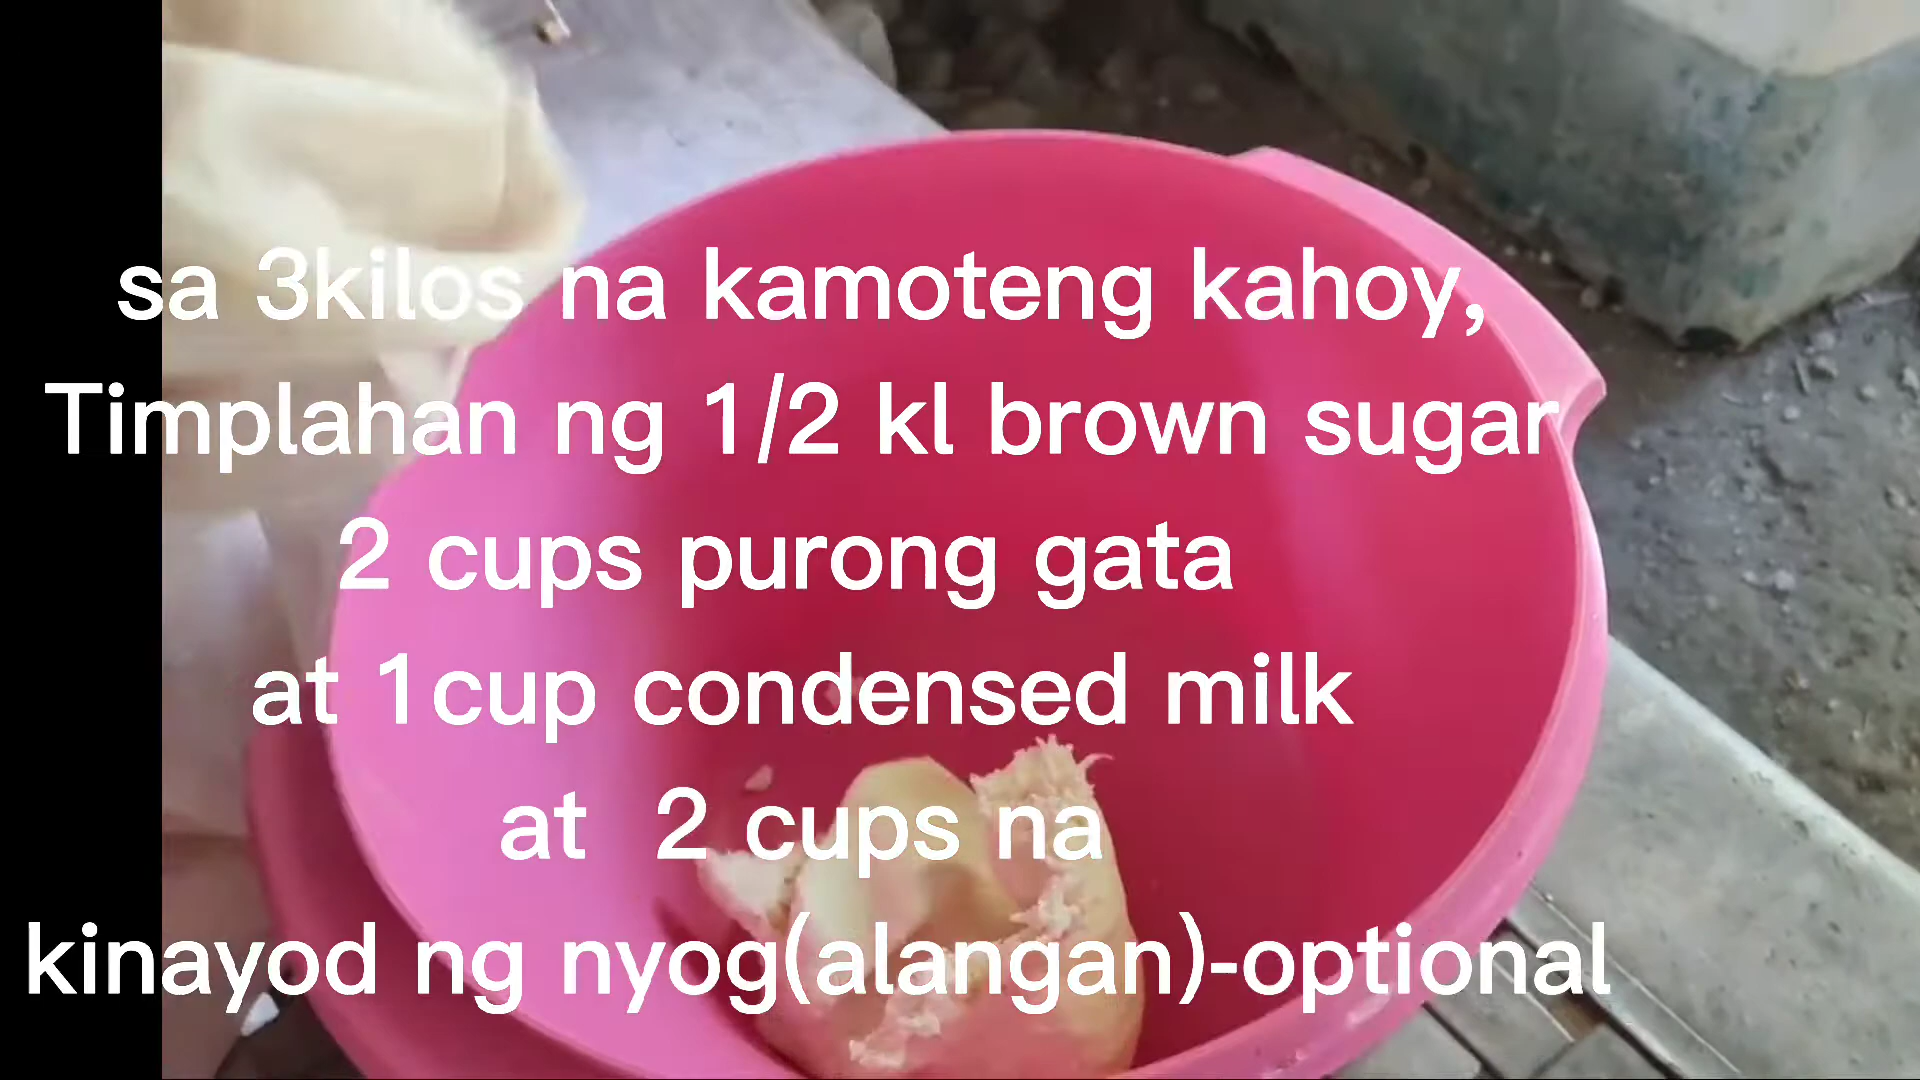 sa 3kilos na kamoteng kahoy,
Timplahan ng 1/2 kl brown sugar
2 cups purong gata
at 1cup condensed milk
at 2 cups na
kinayod ng nyog(alangan)-optional